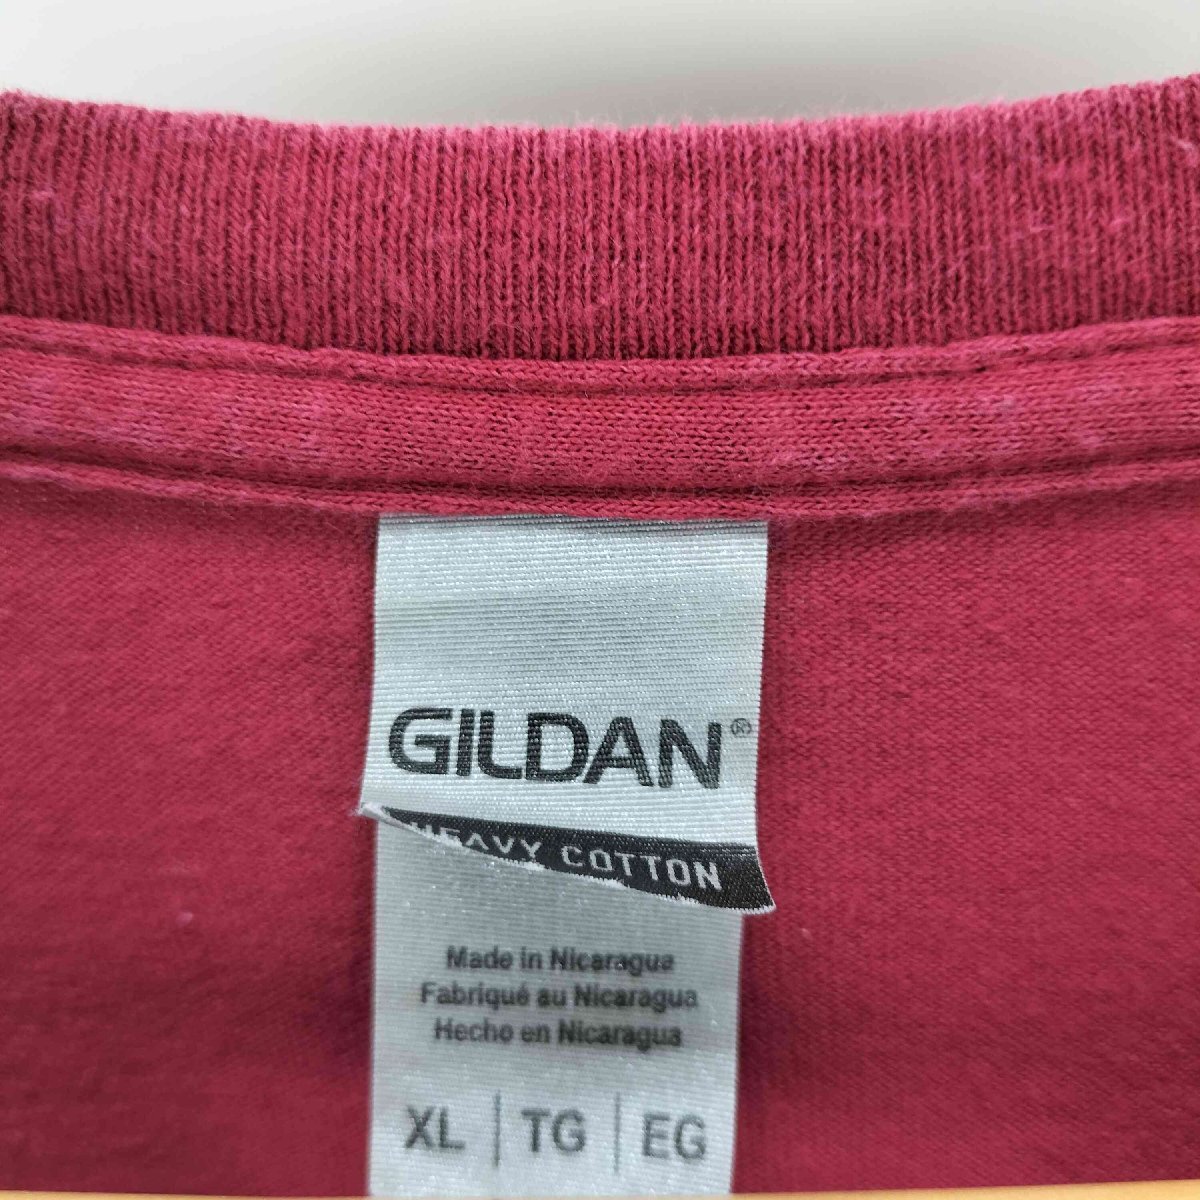 GILDAN®
HEAVY COTTON
Made in Nicaragua
Fabriqué au Nicaragua
Hecho en Nicaragua
XL | TG | EG